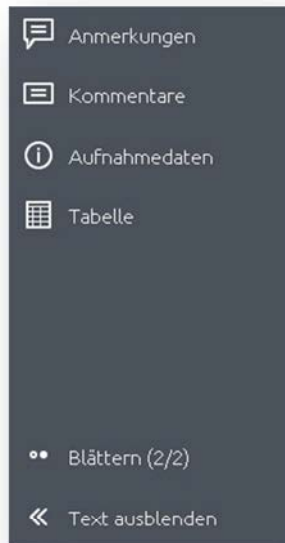 Anmerkungen
Kommentare
Aufnahmedaten
Tabelle
Blättern (2/2)
Text ausblenden